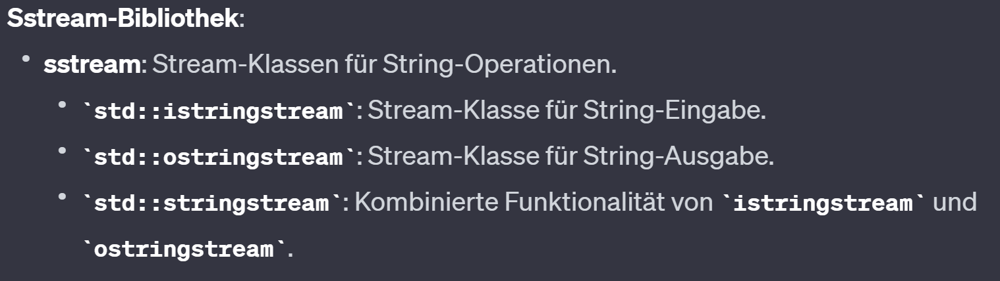 Sstream-Bibliothek:
• sstream: Stream-Klassen für String-Operationen.
• `std::istringstream`: Stream-Klasse für String-Eingabe.
• `std::ostringstream`: Stream-Klasse für String-Ausgabe.
• `std::stringstream`: Kombinierte Funktionalität von `istringstream` und
`ostringstream`.